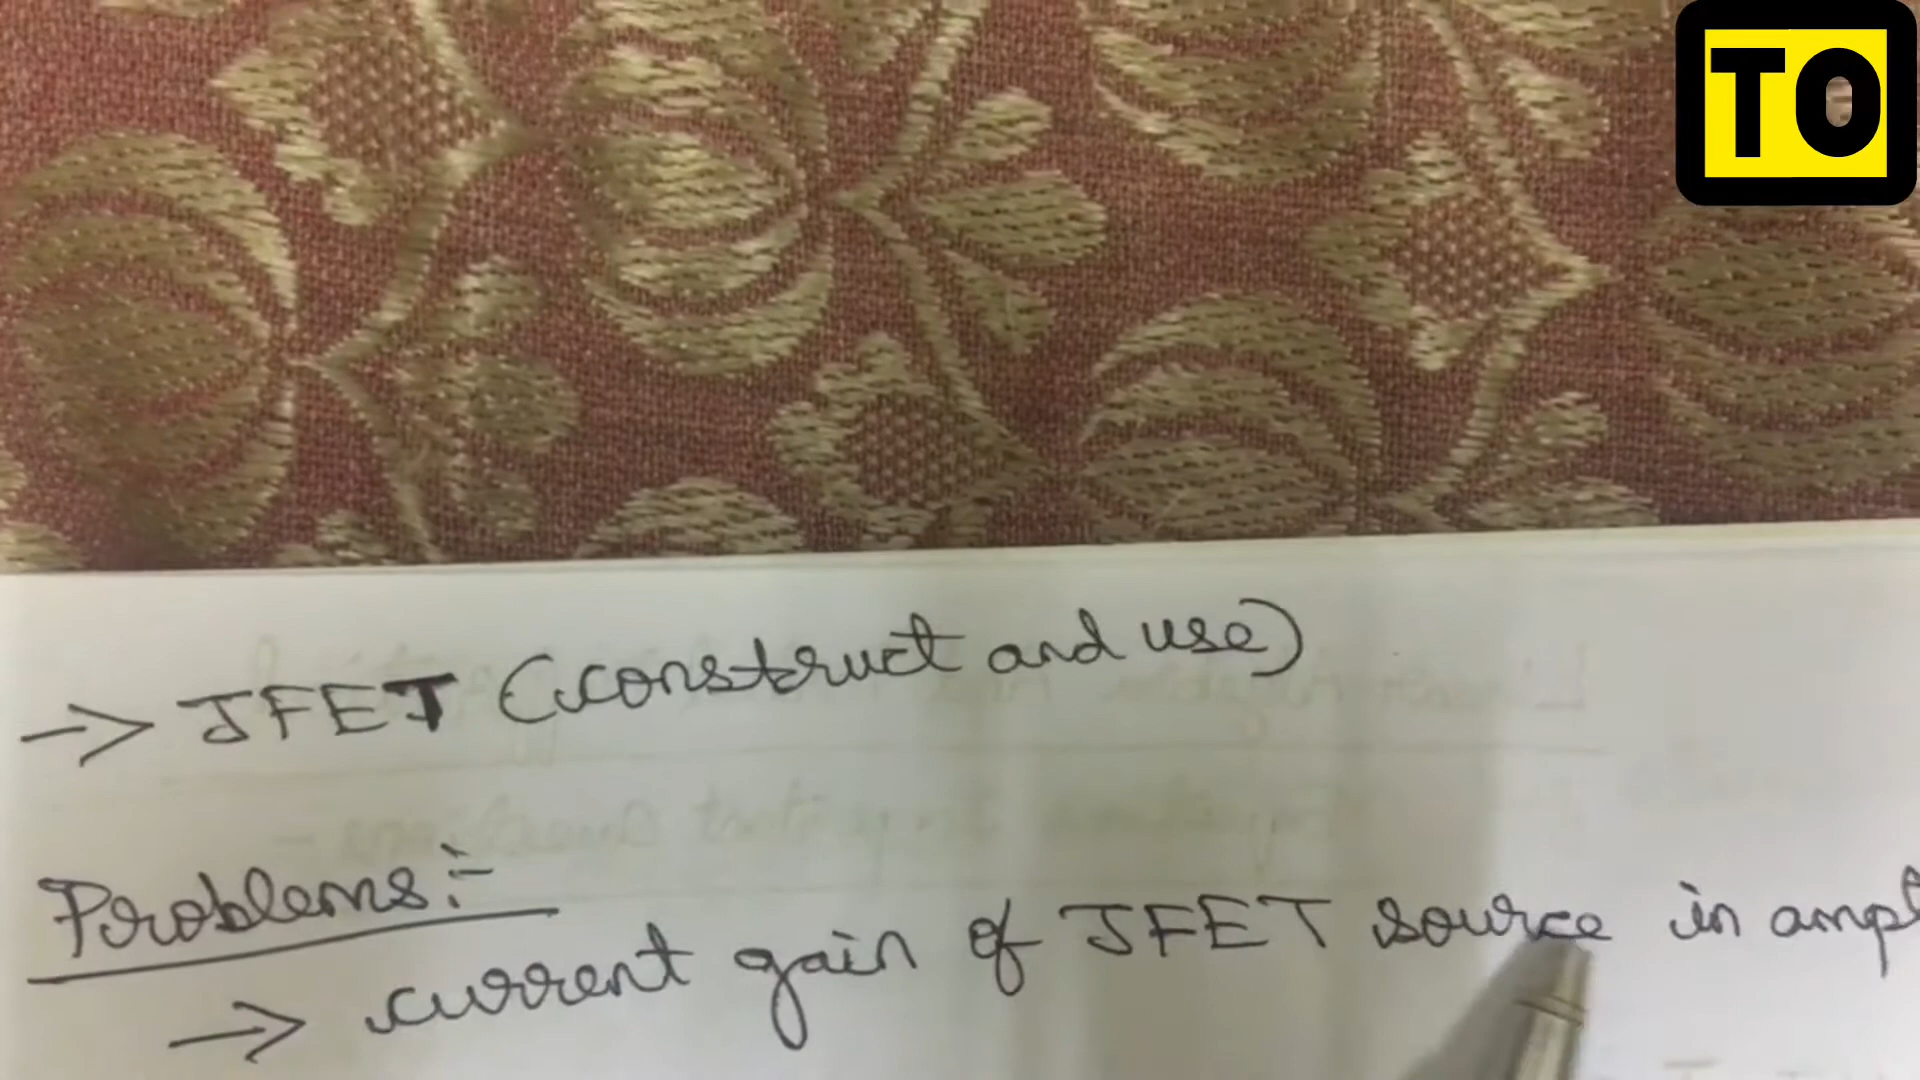 TO
→ JFET (construct and use)
Problems :-
→ current gain of JFET source in ampl